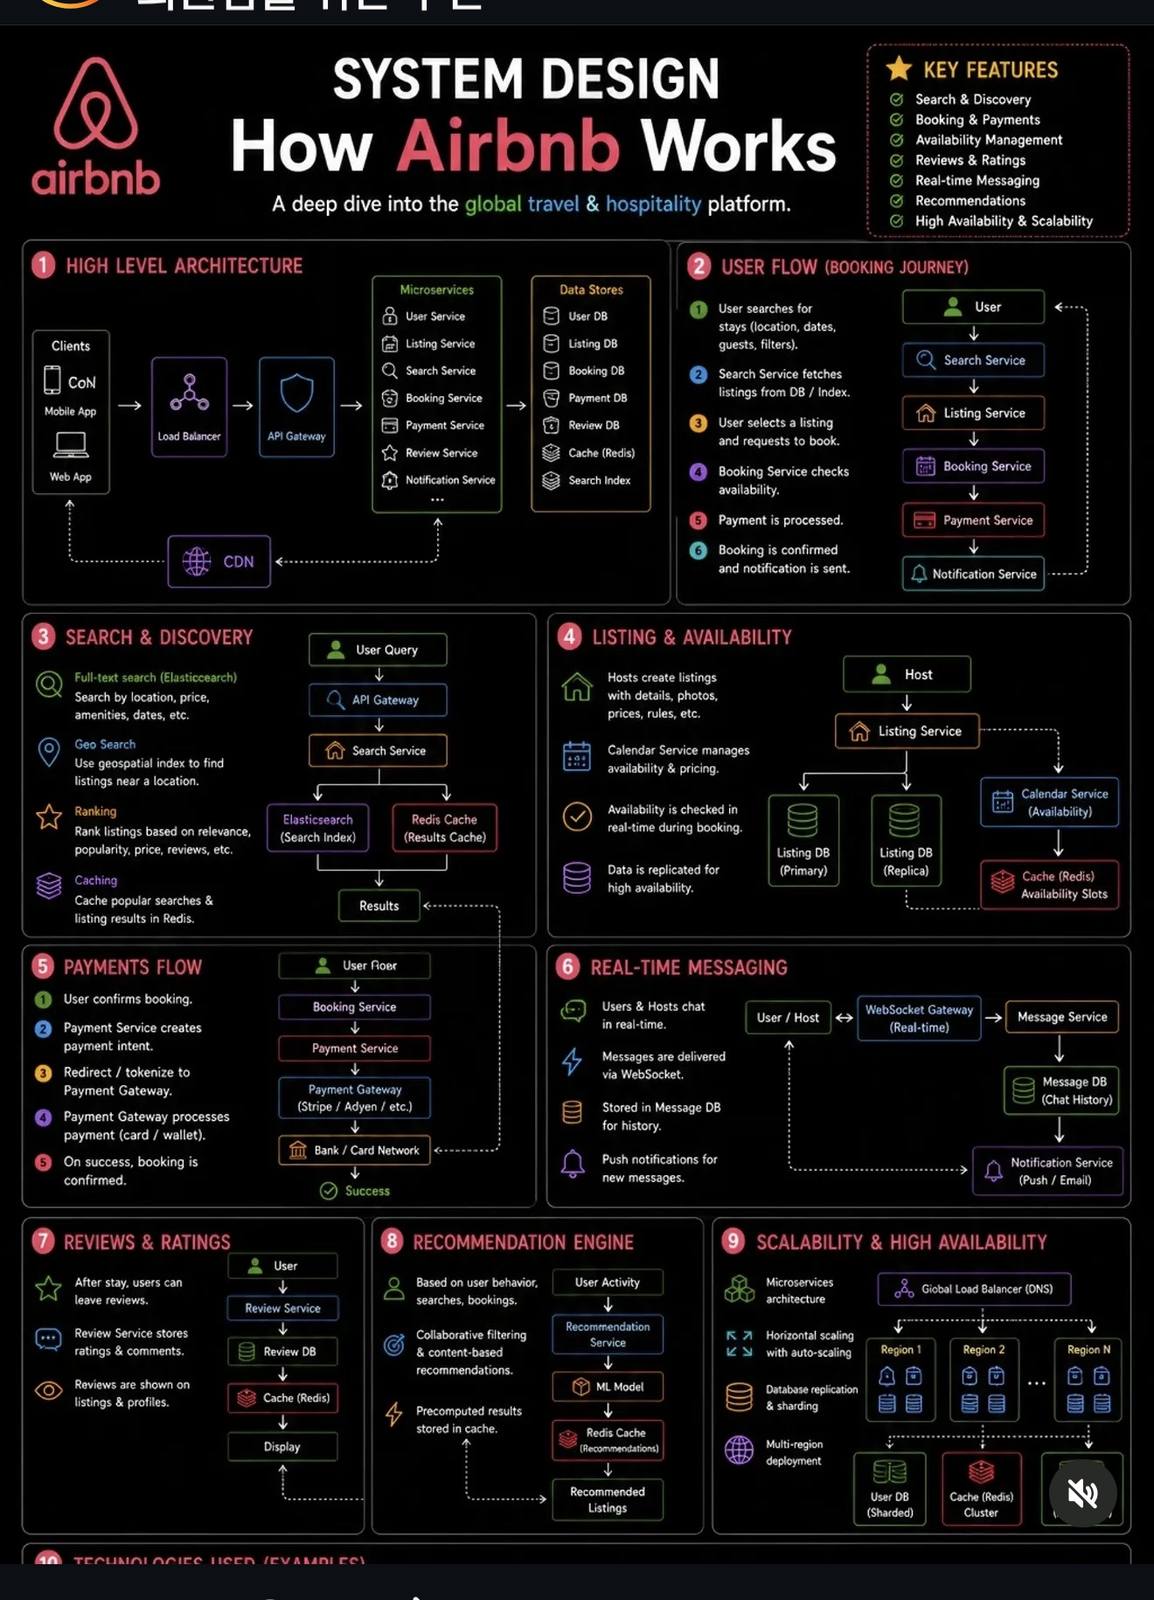 airbnb
SYSTEM DESIGN
How Airbnb Works
A deep dive into the global travel & hospitality platform.
KEY FEATURES
Search & Discovery
Booking & Payments
Availability Management
Reviews & Ratings
Real-time Messaging
Recommendations
High Availability & Scalability
1 HIGH LEVEL ARCHITECTURE
Clients
CoN
Mobile App
Web App
Load Balancer
API Gateway
Microservices
User Service
Listing Service
Search Service
Booking Service
Payment Service
Review Service
Notification Service
...
Data Stores
User DB
Listing DB
Booking DB
Payment DB
Review DB
Cache (Redis)
Search Index
CDN
2 USER FLOW (BOOKING JOURNEY)
1 User searches for
stays (location, dates,
guests, filters).
2 Search Service fetches
listings from DB / Index.
3 User selects a listing
and requests to book.
4 Booking Service checks
availability.
5 Payment is processed.
6 Booking is confirmed
and notification is sent.
User
Search Service
Listing Service
Booking Service
Payment Service
Notification Service
3 SEARCH & DISCOVERY
Full-text search (Elasticcearch)
Search by location, price,
amenities, dates, etc.
Geo Search
Use geospatial index to find
listings near a location.
Ranking
Rank listings based on relevance,
popularity, price, reviews, etc.
Caching
Cache popular searches &
listing results in Redis.
User Query
API Gateway
Search Service
Elasticsearch
(Search Index)
Redis Cache
(Results Cache)
Results
4 LISTING & AVAILABILITY
Hosts create listings
with details, photos,
prices, rules, etc.
Calendar Service manages
availability & pricing.
Availability is checked in
real-time during booking.
Data is replicated for
high availability.
Host
Listing Service
Listing DB
(Primary)
Listing DB
(Replica)
Calendar Service
(Availability)
Cache (Redis)
Availability Slots
5 PAYMENTS FLOW
1 User confirms booking.
2 Payment Service creates
payment intent.
3 Redirect / tokenize to
Payment Gateway.
4 Payment Gateway processes
payment (card / wallet).
5 On success, booking is
confirmed.
User
Booking Service
Payment Service
Payment Gateway
(Stripe / Adyen / etc.)
Bank / Card Network
Success
6 REAL-TIME MESSAGING
Users & Hosts chat
in real-time.
Messages are delivered
via WebSocket.
Stored in Message DB
for history.
Push notifications for
new messages.
User / Host
WebSocket Gateway
(Real-time)
Message Service
Message DB
(Chat History)
Notification Service
(Push / Email)
7 REVIEWS & RATINGS
After stay, users can
leave reviews.
Review Service stores
ratings & comments.
Reviews are shown on
listings & profiles.
User
Review Service
Review DB
Cache (Redis)
Display
8 RECOMMENDATION ENGINE
Based on user behavior,
searches, bookings.
Collaborative filtering
& content-based
recommendations.
Precomputed results
stored in cache.
User Activity
Recommendation
Service
ML Model
Redis Cache
(Recommendations)
Recommended
Listings
9 SCALABILITY & HIGH AVAILABILITY
Microservices
architecture
Horizontal scaling
with auto-scaling
Database replication
& sharding
Multi-region
deployment
Global Load Balancer (DNS)
Region 1
Region 2
...
Region N
User DB
(Sharded)
Cache (Redis)
Cluster
10 TECHNOLOGIES USED (EXAMPLES)